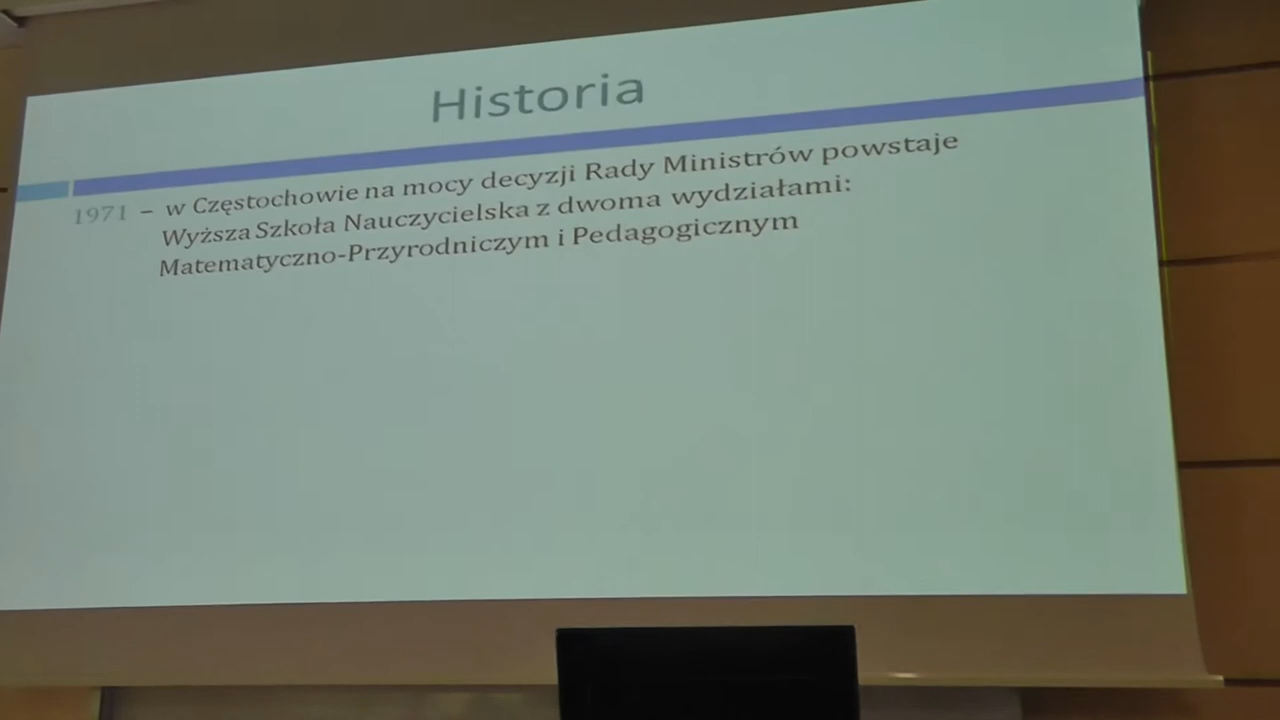 Historia
1971 – w Częstochowie na mocy decyzji Rady Ministrów powstaje
Wyższa Szkoła Nauczycielska z dwoma wydziałami:
Matematyczno-Przyrodniczym i Pedagogicznym